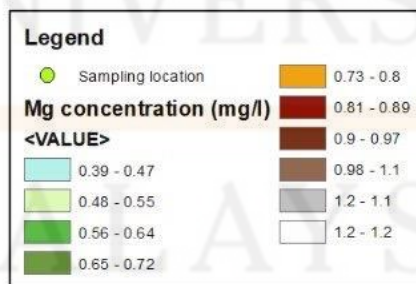 UNIVERS
Legend
Sampling location
Mg concentration (mg/l)
<VALUE>
0.39 - 0.47
0.48 - 0.55
0.56 - 0.64
0.65 - 0.72
0.73 - 0.8
0.81 - 0.89
0.9 - 0.97
0.98 - 1.1
1.2 - 1.1
1.2 - 1.2
ALAYS